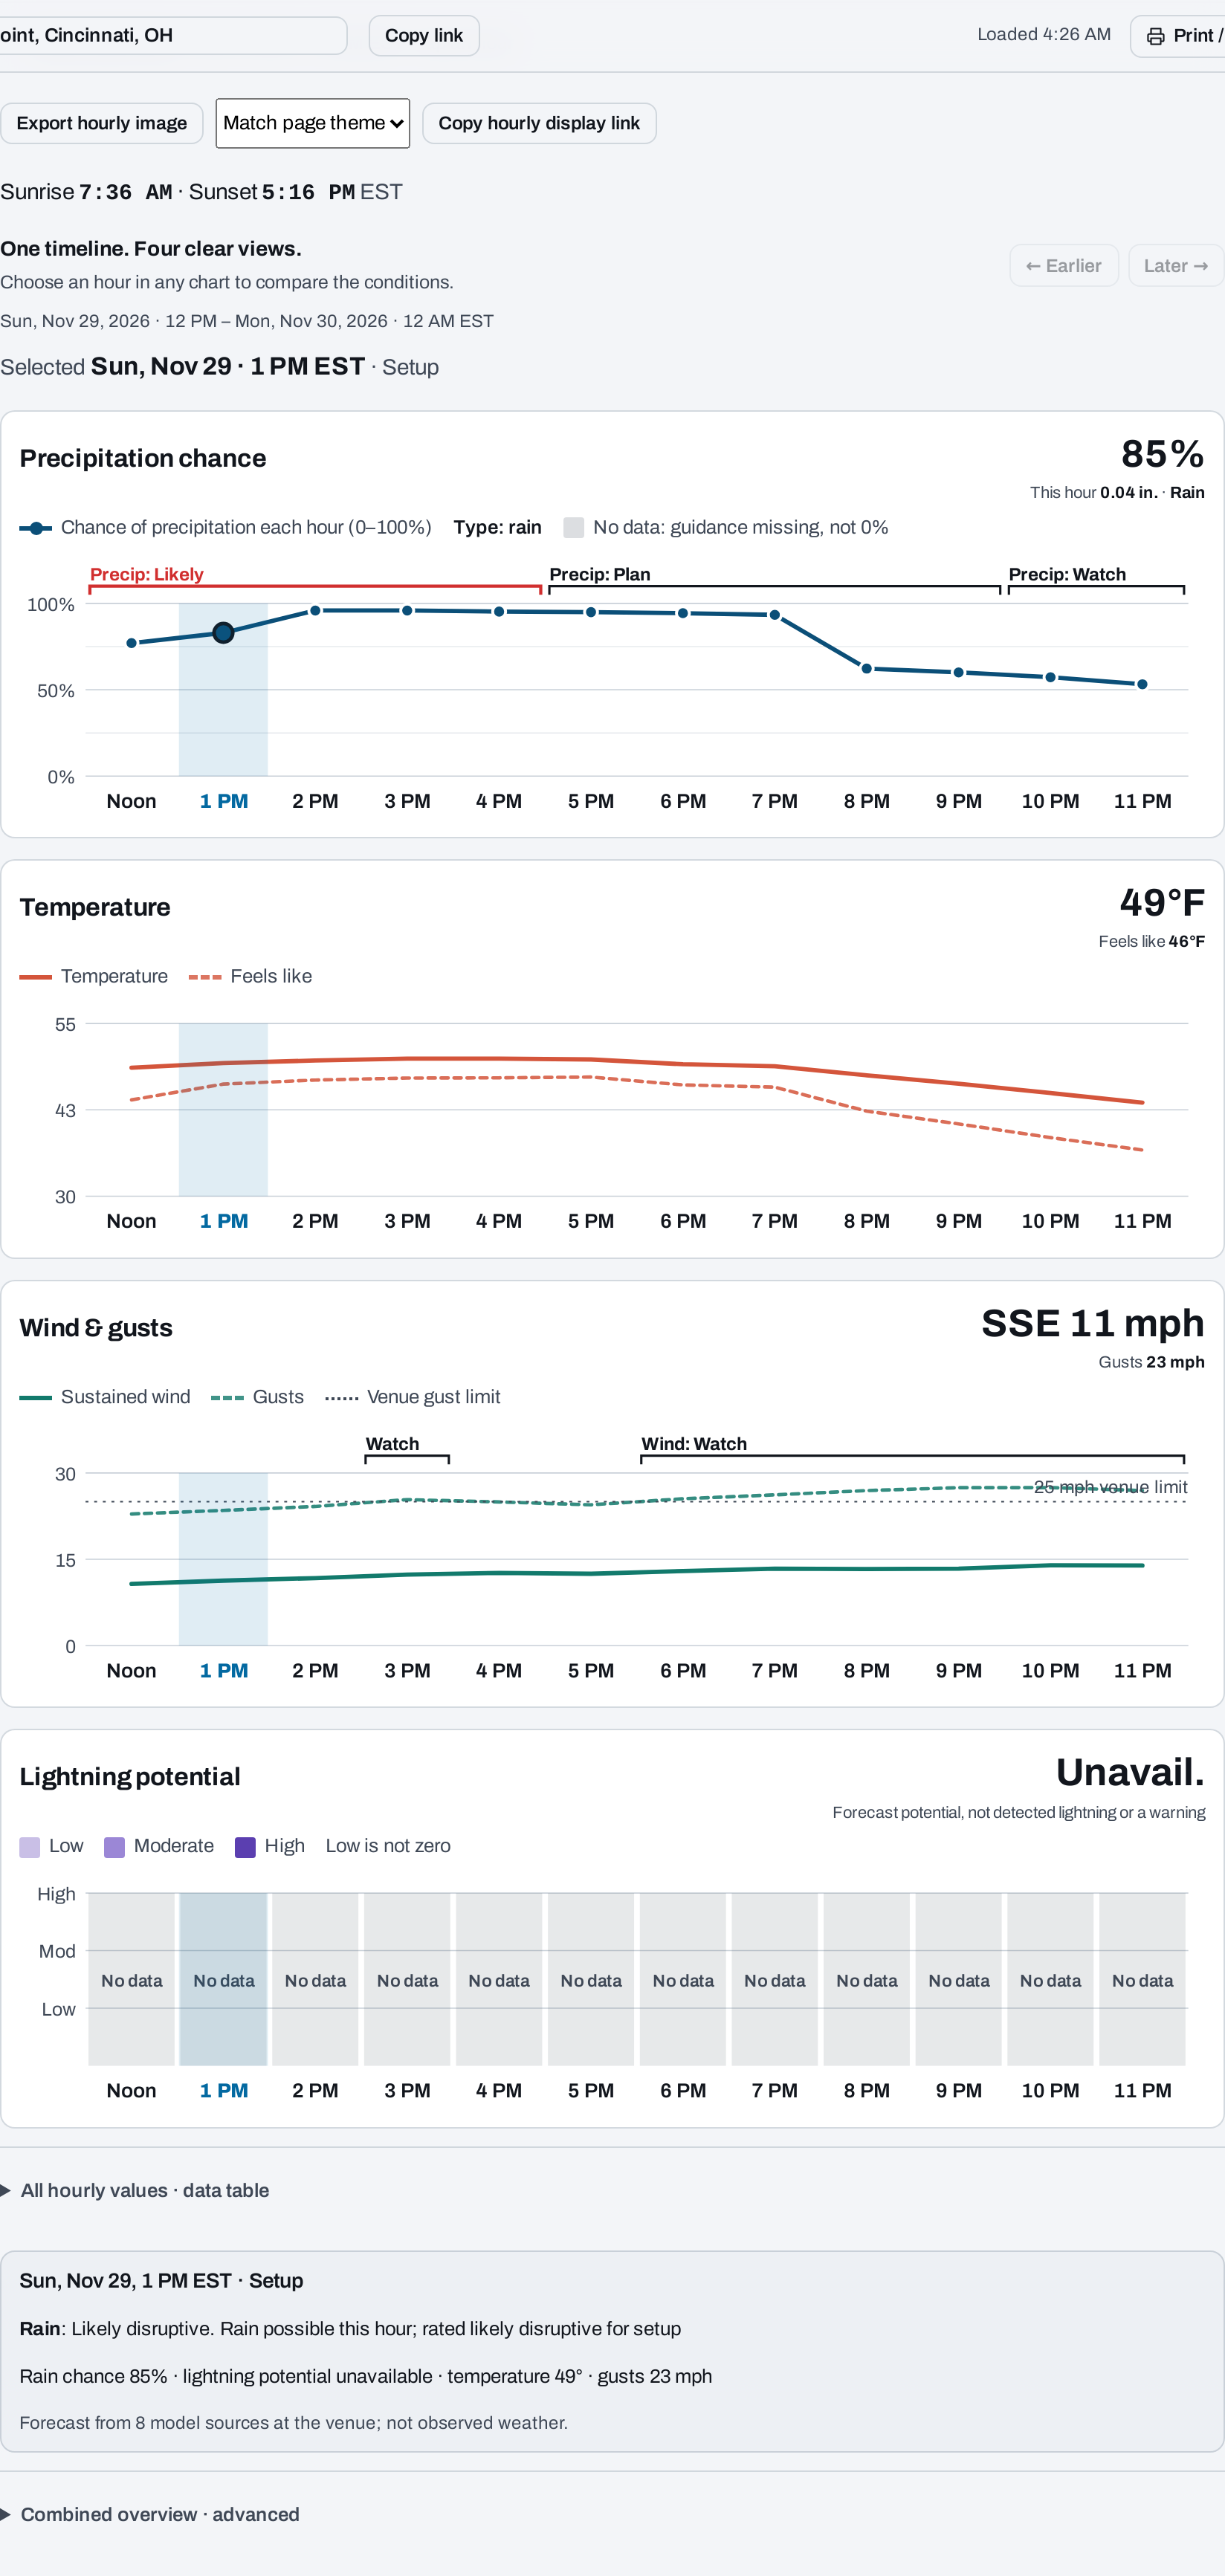 oint, Cincinnati, OH
Copy link
Loaded 4:26 AM
Print /
Export hourly image
Match page theme
Copy hourly display link
Sunrise 7:36 AM · Sunset 5:16 PM EST
One timeline. Four clear views.
Choose an hour in any chart to compare the conditions.
← Earlier
Later →
Sun, Nov 29, 2026 · 12 PM – Mon, Nov 30, 2026 · 12 AM EST
Selected Sun, Nov 29 · 1 PM EST · Setup
Precipitation chance
85%
This hour 0.04 in. · Rain
Chance of precipitation each hour (0–100%)
Type: rain
No data: guidance missing, not 0%
Precip: Likely
Precip: Plan
Precip: Watch
100%
50%
0%
Noon 1 PM 2 PM 3 PM 4 PM 5 PM 6 PM 7 PM 8 PM 9 PM 10 PM 11 PM
Temperature
49°F
Feels like 46°F
Temperature
Feels like
55
43
30
Noon 1 PM 2 PM 3 PM 4 PM 5 PM 6 PM 7 PM 8 PM 9 PM 10 PM 11 PM
Wind & gusts
SSE 11 mph
Gusts 23 mph
Sustained wind
Gusts
Venue gust limit
Watch
Wind: Watch
30
25 mph venue limit
15
0
Noon 1 PM 2 PM 3 PM 4 PM 5 PM 6 PM 7 PM 8 PM 9 PM 10 PM 11 PM
Lightning potential
Unavail.
Forecast potential, not detected lightning or a warning
Low
Moderate
High
Low is not zero
High
Mod
No data No data No data No data No data No data No data No data No data No data No data No data
Low
Noon 1 PM 2 PM 3 PM 4 PM 5 PM 6 PM 7 PM 8 PM 9 PM 10 PM 11 PM
All hourly values · data table
Sun, Nov 29, 1 PM EST · Setup
Rain: Likely disruptive. Rain possible this hour; rated likely disruptive for setup
Rain chance 85% · lightning potential unavailable · temperature 49° · gusts 23 mph
Forecast from 8 model sources at the venue; not observed weather.
Combined overview · advanced